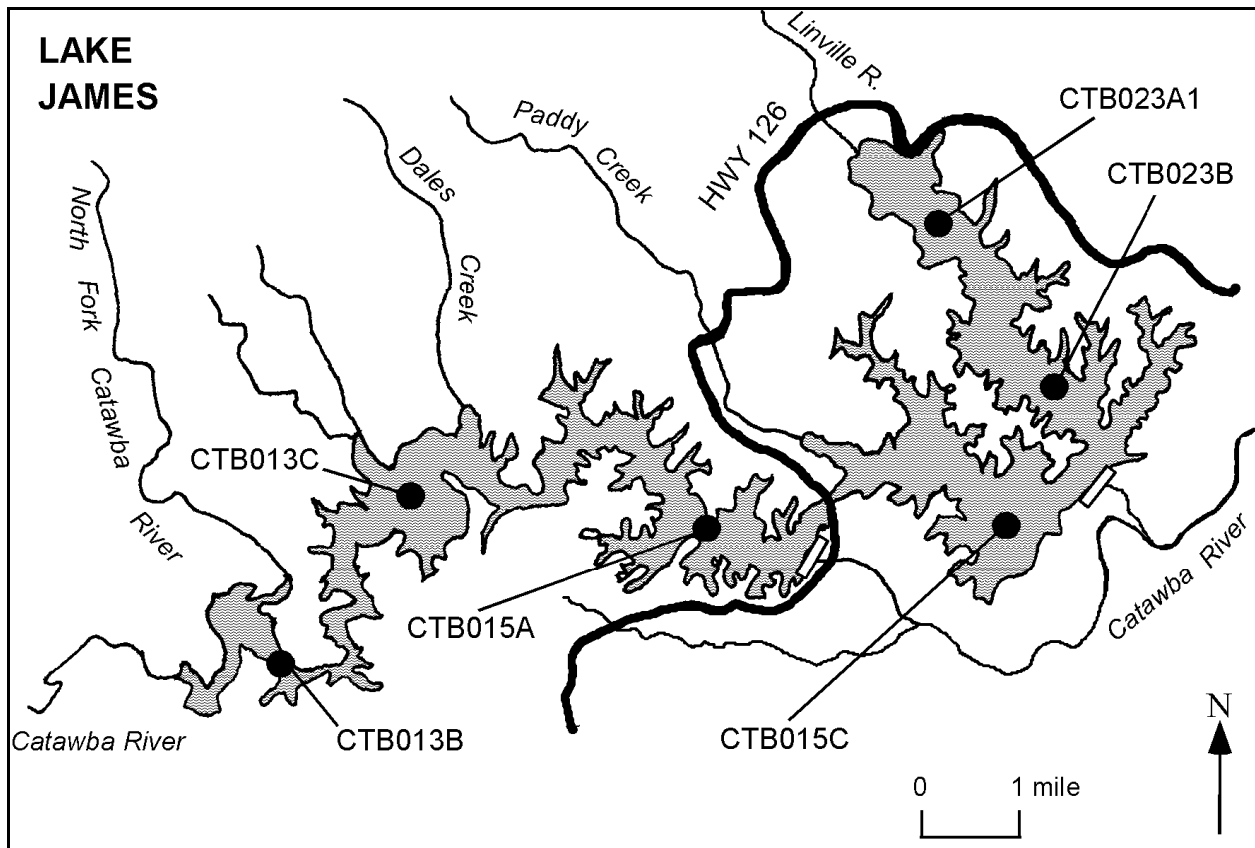 LAKE
JAMES
Linville R.
CTB023A1
Paddy
Creek
HWY 126
CTB023B
Dales
Creek
North
Fork
Catawba
River
CTB013C
CTB015A
Catawba River
CTB013B
CTB015C
Catawba River
N
0 1 mile